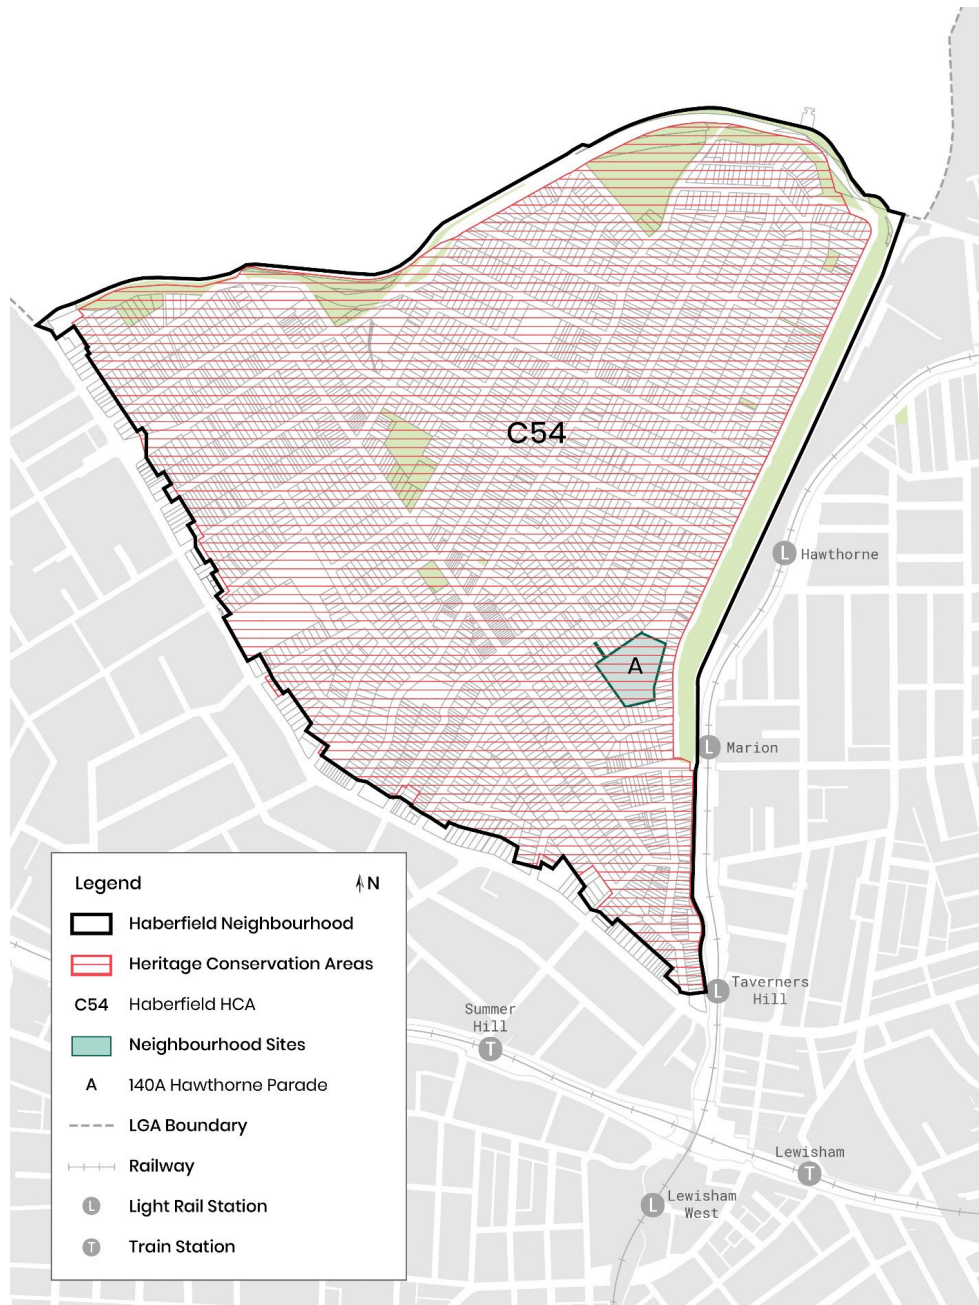 C54
Hawthorne
A
Marion
Taverners
Hill
Summer
Hill
Lewisham
Lewisham
West
L
L
L
T
T
L
Legend
N
Haberfield Neighbourhood
Heritage Conservation Areas
C54 Haberfield HCA
Neighbourhood Sites
A 140A Hawthorne Parade
LGA Boundary
Railway
L Light Rail Station
T Train Station